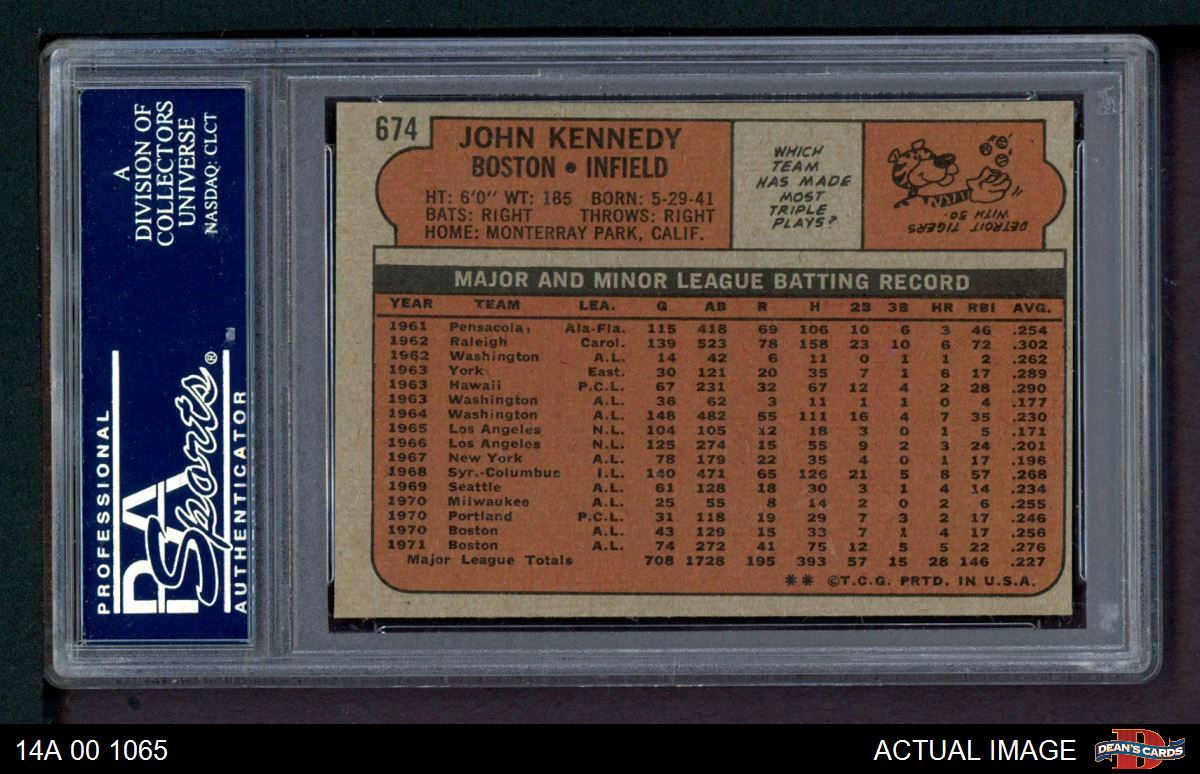 A
DIVISION OF
COLLECTORS
UNIVERSE
NASDAQ: CLCT
PROFESSIONAL
PSA
Sports®
AUTHENTICATOR
674
JOHN KENNEDY
BOSTON • INFIELD
HT: 6'0" WT: 185 BORN: 5-29-41
BATS: RIGHT THROWS: RIGHT
HOME: MONTERRAY PARK, CALIF.
WHICH
TEAM
HAS MADE
MOST
TRIPLE
PLAYS?
DETROIT TIGERS
WITH 50.
MAJOR AND MINOR LEAGUE BATTING RECORD
YEAR TEAM LEA. G AB R H 2B 3B HR RBI AVG.
1961 Pensacola Ala-Fla. 115 418 69 106 10 6 3 46 .254
1962 Raleigh Carol. 139 523 78 158 23 10 6 72 .302
1962 Washington A.L. 14 42 6 11 0 1 1 2 .262
1963 York East. 30 121 20 35 7 1 6 17 .289
1963 Hawaii P.C.L. 67 231 32 67 12 4 2 28 .290
1963 Washington A.L. 36 62 3 11 1 1 0 4 .177
1964 Washington A.L. 148 482 55 111 16 4 7 35 .230
1965 Los Angeles N.L. 104 105 12 18 3 0 1 5 .171
1966 Los Angeles N.L. 125 274 15 55 9 2 3 24 .201
1967 New York A.L. 78 179 22 35 4 0 1 17 .196
1968 Syr.-Columbus I.L. 140 471 65 126 21 5 8 57 .268
1969 Seattle A.L. 61 128 18 30 3 1 4 14 .234
1970 Milwaukee A.L. 25 55 8 14 2 0 2 6 .255
1970 Portland P.C.L. 31 118 19 29 7 3 2 17 .246
1970 Boston A.L. 43 129 15 33 7 1 4 17 .256
1971 Boston A.L. 74 272 41 75 12 5 5 22 .276
Major League Totals 708 1728 195 393 57 15 28 146 .227
** ©T.C.G. PRTD. IN U.S.A.
14A 00 1065
ACTUAL IMAGE
DEAN'S CARDS